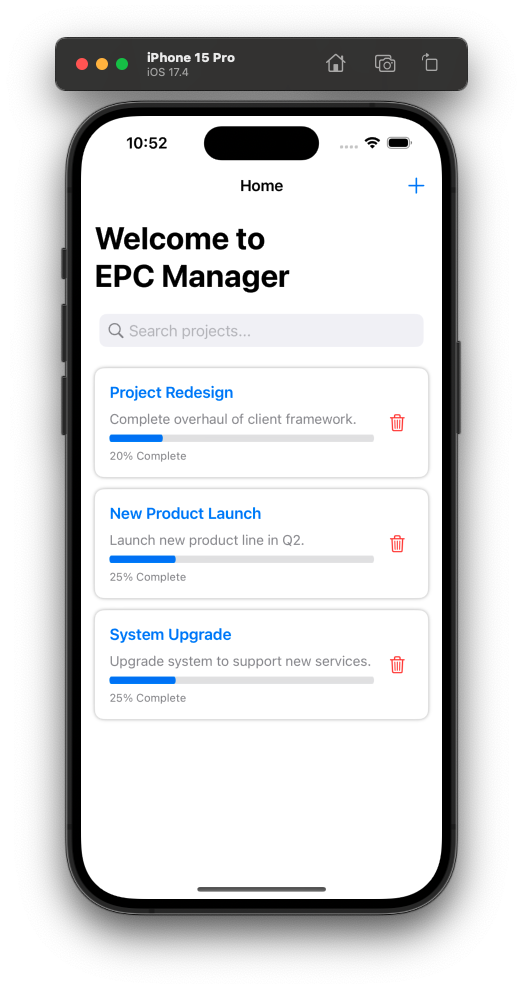 iPhone 15 Pro
iOS 17.4
10:52
Home
Welcome to
EPC Manager
Search projects...
Project Redesign
Complete overhaul of client framework.
20% Complete
New Product Launch
Launch new product line in Q2.
25% Complete
System Upgrade
Upgrade system to support new services.
25% Complete